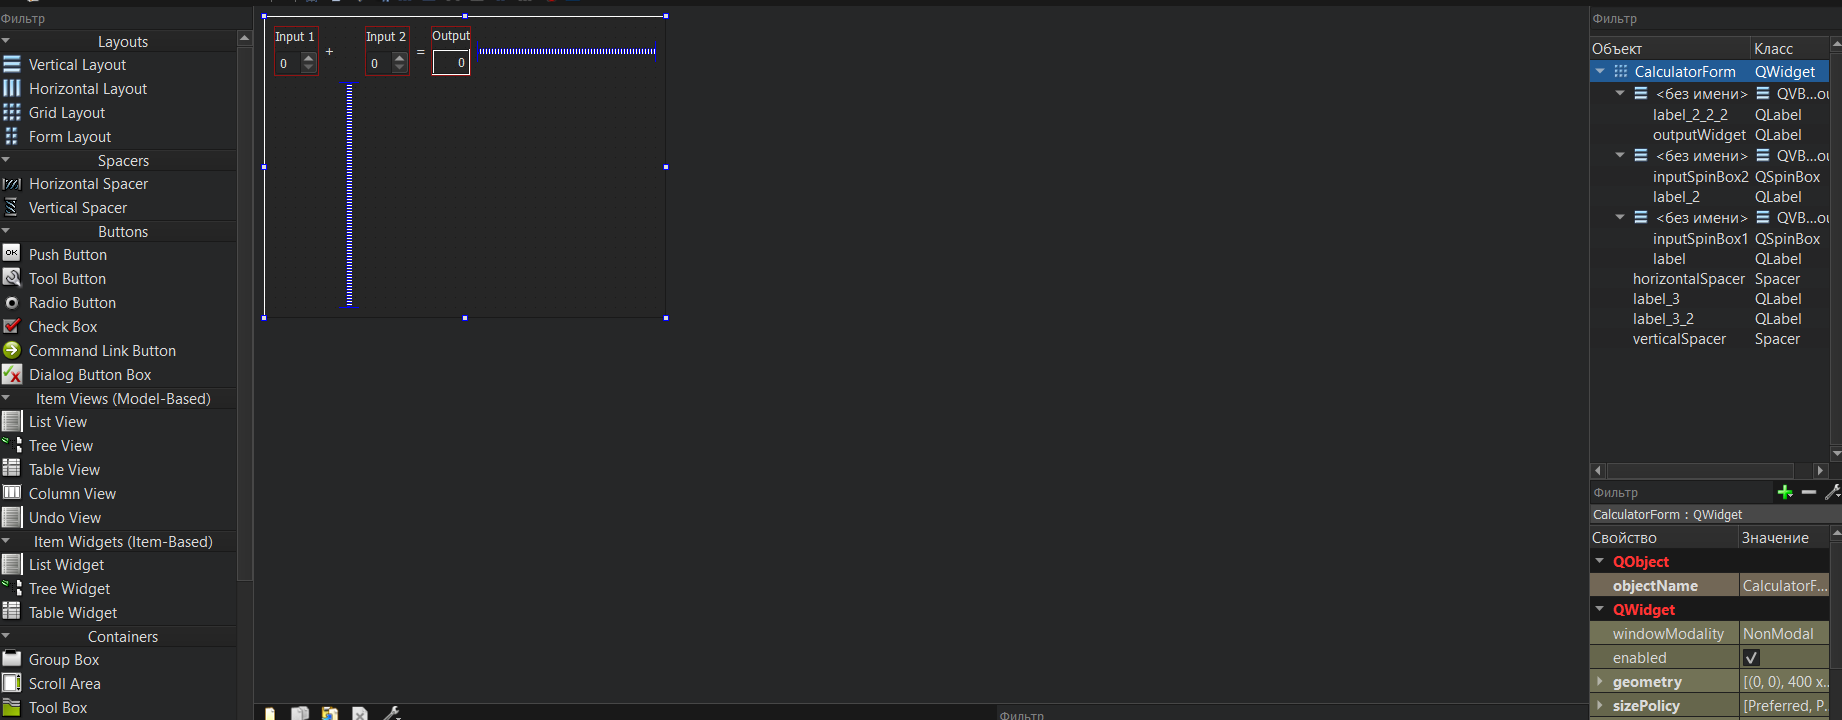 Фильтр
Layouts
Vertical Layout
Horizontal Layout
Grid Layout
Form Layout
Spacers
Horizontal Spacer
Vertical Spacer
Buttons
OK
Push Button
Tool Button
Radio Button
Check Box
Command Link Button
Dialog Button Box
Item Views (Model-Based)
List View
Tree View
Table View
Column View
Undo View
Item Widgets (Item-Based)
List Widget
Tree Widget
Table Widget
Containers
Group Box
Scroll Area
Tool Box
Input 1 Input 2 Output
0 + 0 = 0
Фильтр
Объект Класс
CalculatorForm QWidget
<без имени> QVB...ou
label_2_2_2 QLabel
outputWidget QLabel
<без имени> QVB...ou
inputSpinBox2 QSpinBox
label_2 QLabel
<без имени> QVB...ou
inputSpinBox1 QSpinBox
label QLabel
horizontalSpacer Spacer
label_3 QLabel
label_3_2 QLabel
verticalSpacer Spacer
Фильтр
CalculatorForm : QWidget
Свойство Значение
QObject
objectName CalculatorF...
QWidget
windowModality NonModal
enabled
geometry [(0, 0), 400 x...
sizePolicy [Preferred, P...
Фильтр